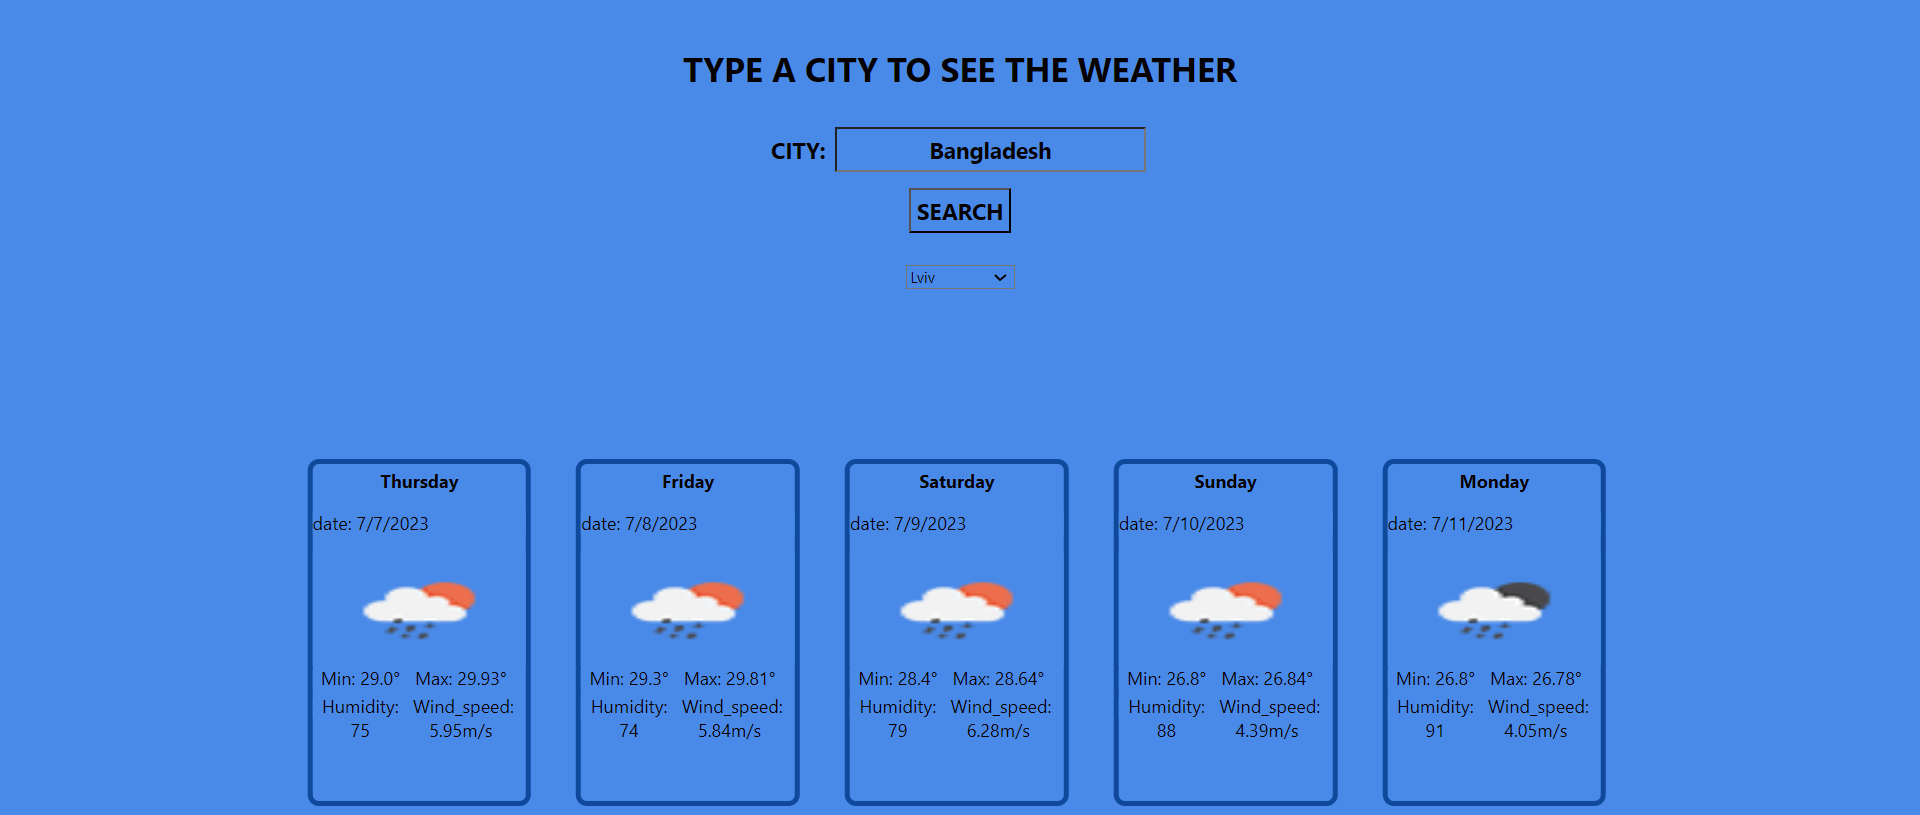 TYPE A CITY TO SEE THE WEATHER
CITY: Bangladesh
SEARCH
Lviv
Thursday
date: 7/7/2023
Min: 29.0° Max: 29.93°
Humidity: Wind_speed:
75 5.95m/s
Friday
date: 7/8/2023
Min: 29.3° Max: 29.81°
Humidity: Wind_speed:
74 5.84m/s
Saturday
date: 7/9/2023
Min: 28.4° Max: 28.64°
Humidity: Wind_speed:
79 6.28m/s
Sunday
date: 7/10/2023
Min: 26.8° Max: 26.84°
Humidity: Wind_speed:
88 4.39m/s
Monday
date: 7/11/2023
Min: 26.8° Max: 26.78°
Humidity: Wind_speed:
91 4.05m/s